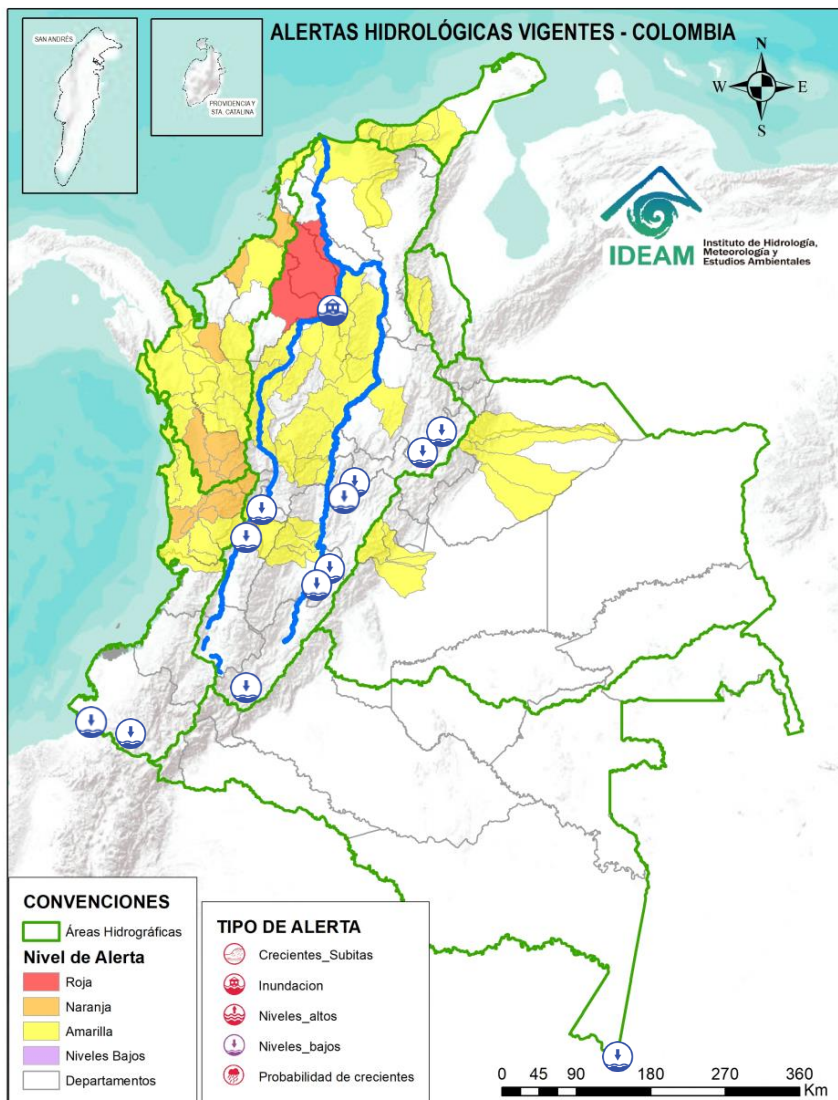 ALERTAS HIDROLÓGICAS VIGENTES - COLOMBIA
SAN ANDRÉS
PROVIDENCIA Y
STA. CATALINA
N
W
E
S
IDEAM
Instituto de Hidrología,
Meteorología y
Estudios Ambientales
CONVENCIONES
Áreas Hidrográficas
Nivel de Alerta
Roja
Naranja
Amarilla
Niveles Bajos
Departamentos
TIPO DE ALERTA
Crecientes_Subitas
Inundacion
Niveles_altos
Niveles_bajos
Probabilidad de crecientes
0 45 90 180 270 360
Km